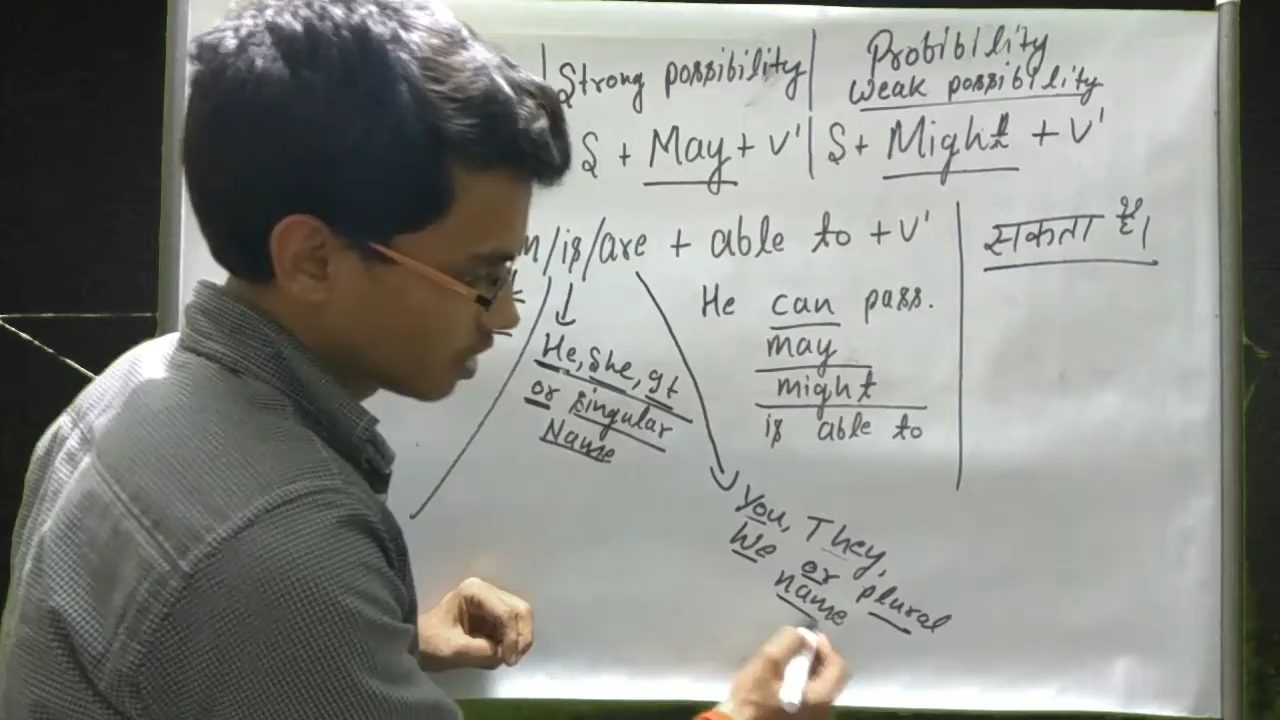 Strong possibility
S + May + V'
Probibility
weak possibility
S + Might + V'
/is/are + able to + V'
सकता है।
He, She, It
or singular
Name
He can pass.
may
might
is able to
You, They,
We or plural
name